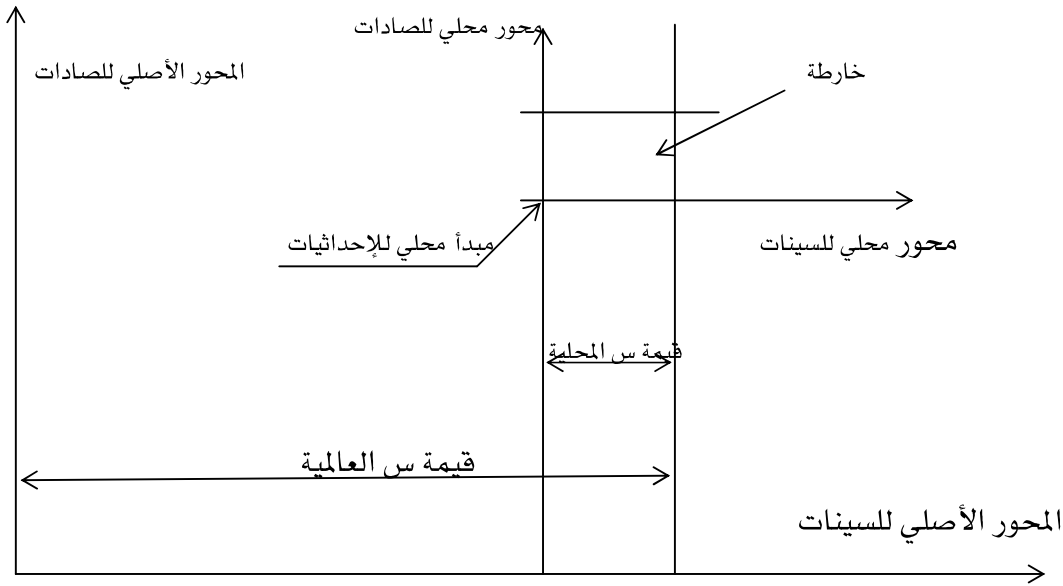 محور محلي للصادات
خارطة
المحور الأصلي للصادات
مبدأ محلي للإحداثيات
محور محلي للسينات
قيمة س المحلية
قيمة س العالمية
المحور الأصلي للسينات